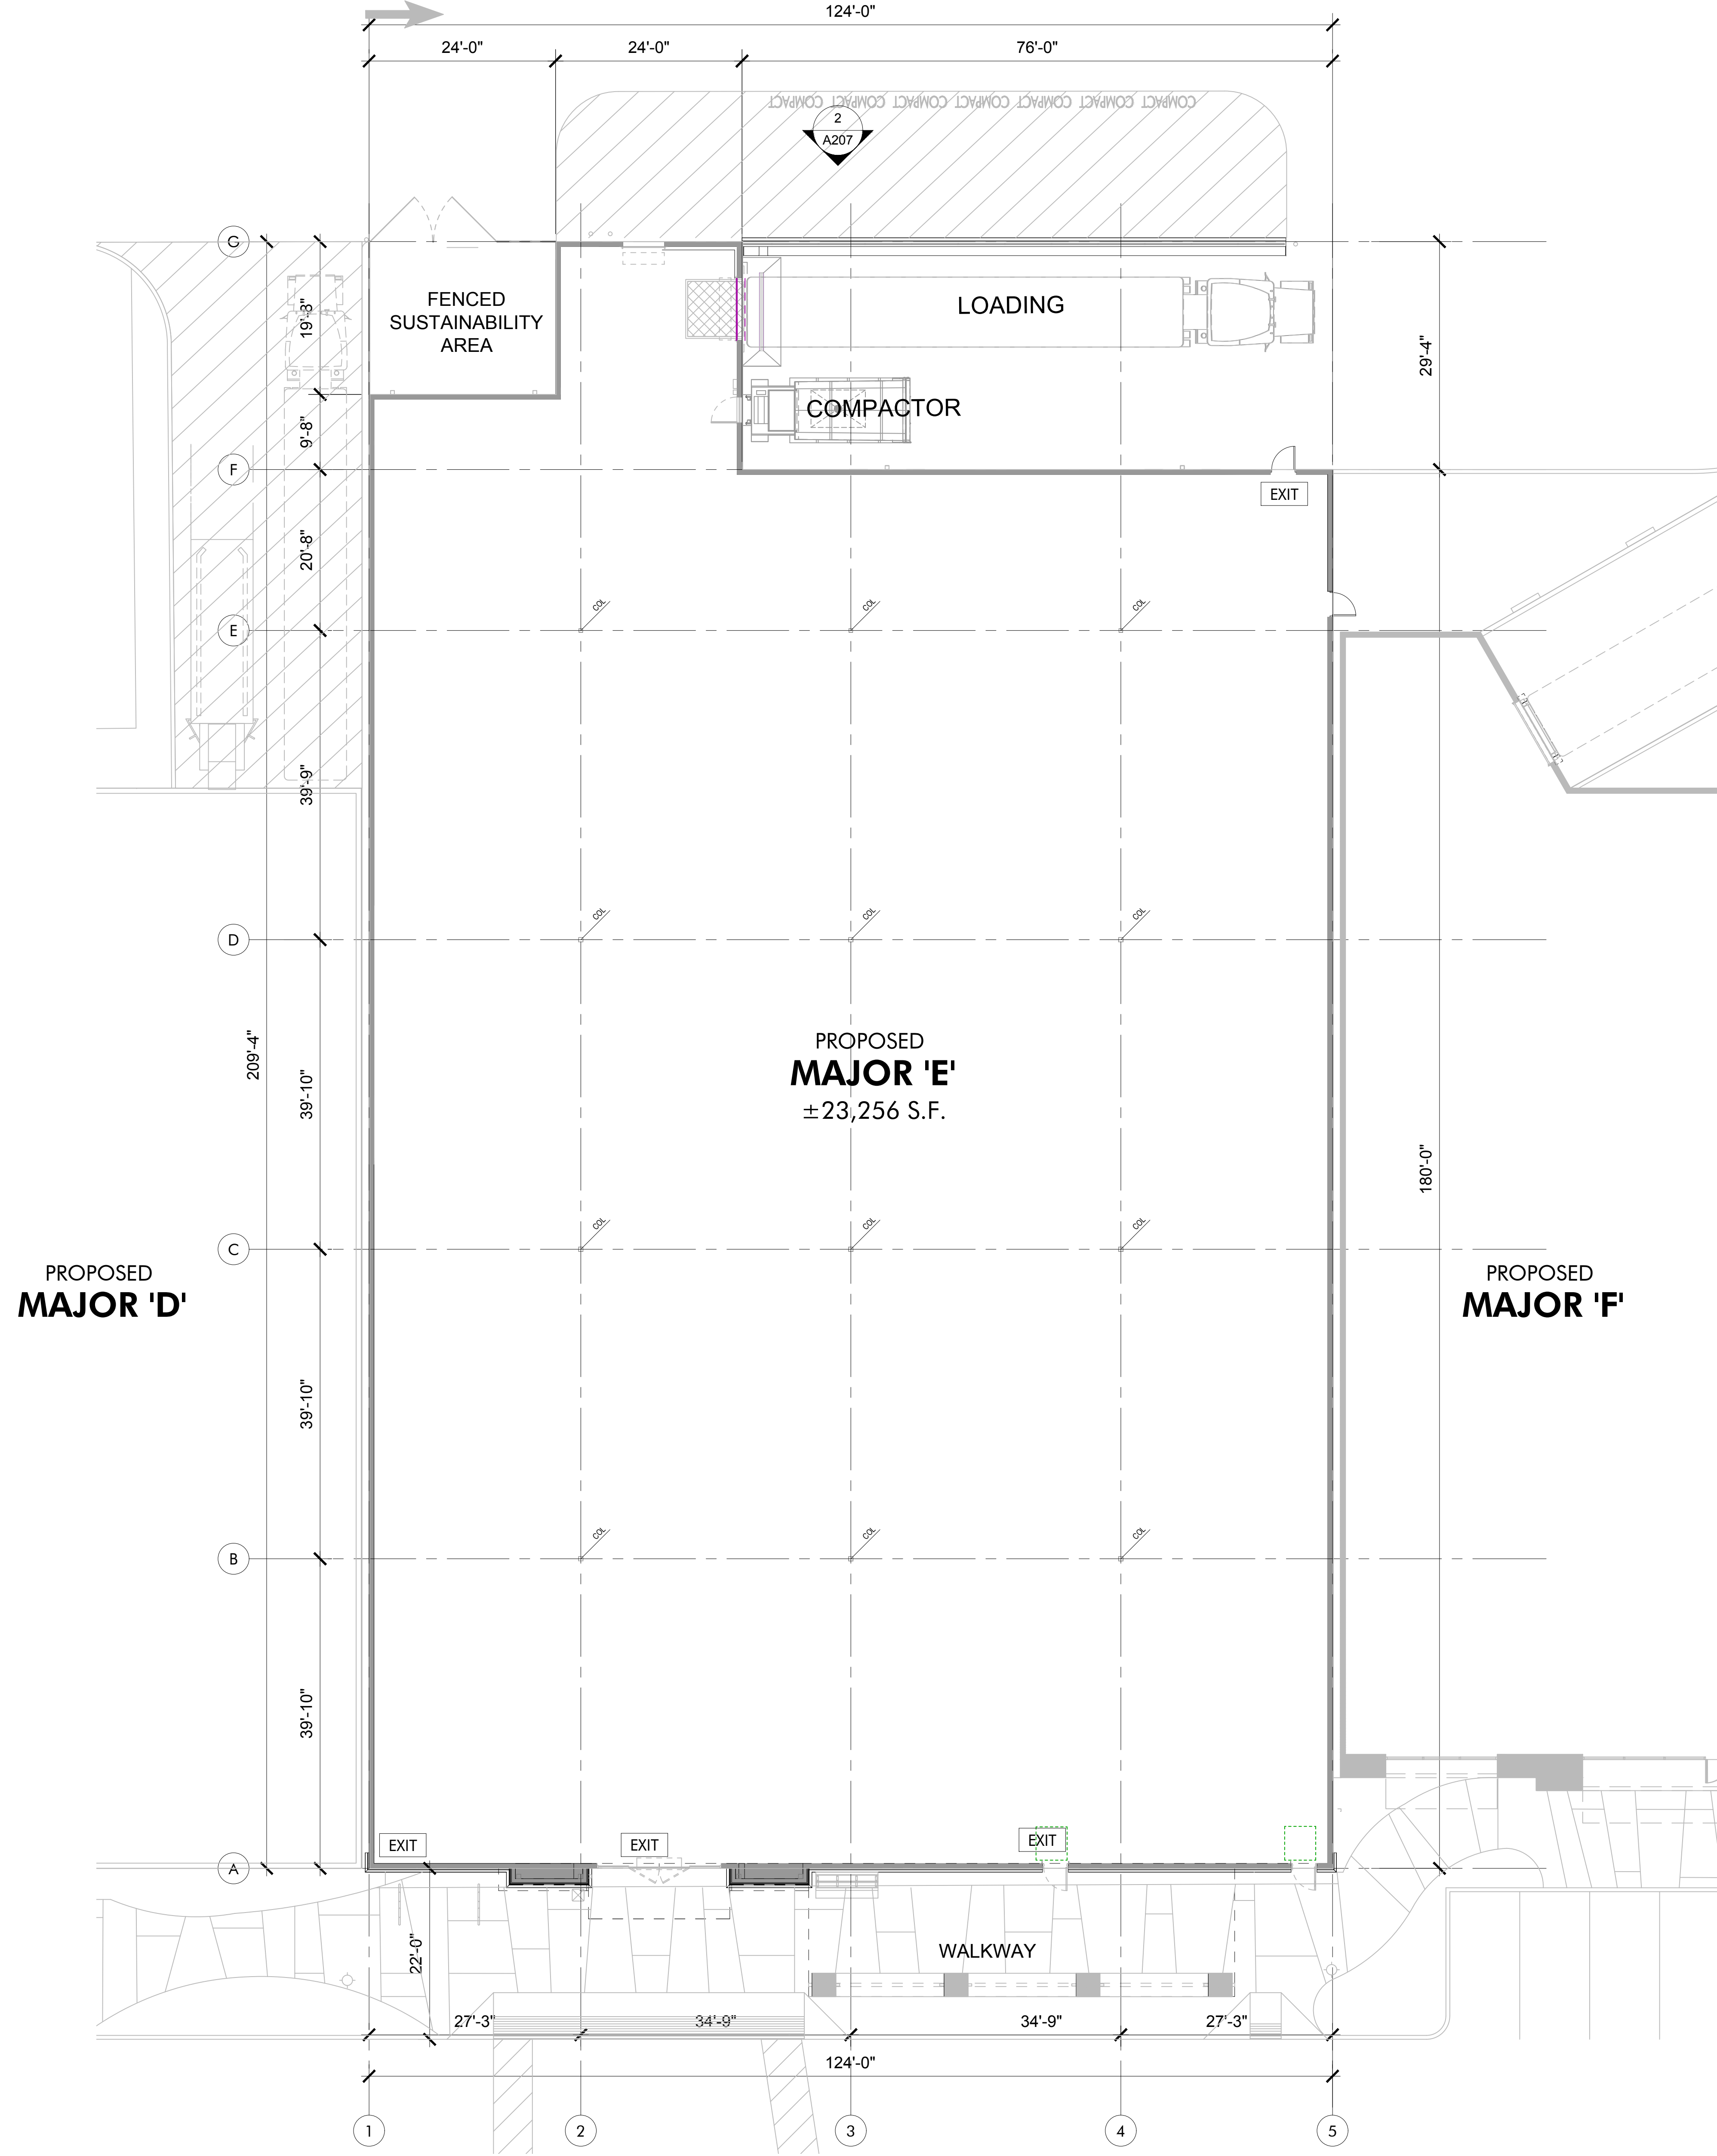 124'-0"
24'-0"
24'-0"
76'-0"
COMPACT COMPACT COMPACT COMPACT COMPACT COMPACT COMPACT
2
A207
G
FENCED
SUSTAINABILITY
AREA
LOADING
19'-8"
29'-4"
COMPACTOR
9'-8"
F
EXIT
20'-8"
COL
COL
COL
E
39'-9"
COL
COL
COL
D
209'-4"
PROPOSED
MAJOR 'E'
±23,256 S.F.
39'-10"
180'-0"
COL
COL
COL
C
PROPOSED
MAJOR 'D'
PROPOSED
MAJOR 'F'
39'-10"
COL
COL
COL
B
39'-10"
EXIT
EXIT
EXIT
A
22'-0"
WALKWAY
27'-3"
34'-9"
34'-9"
27'-3"
124'-0"
1
2
3
4
5